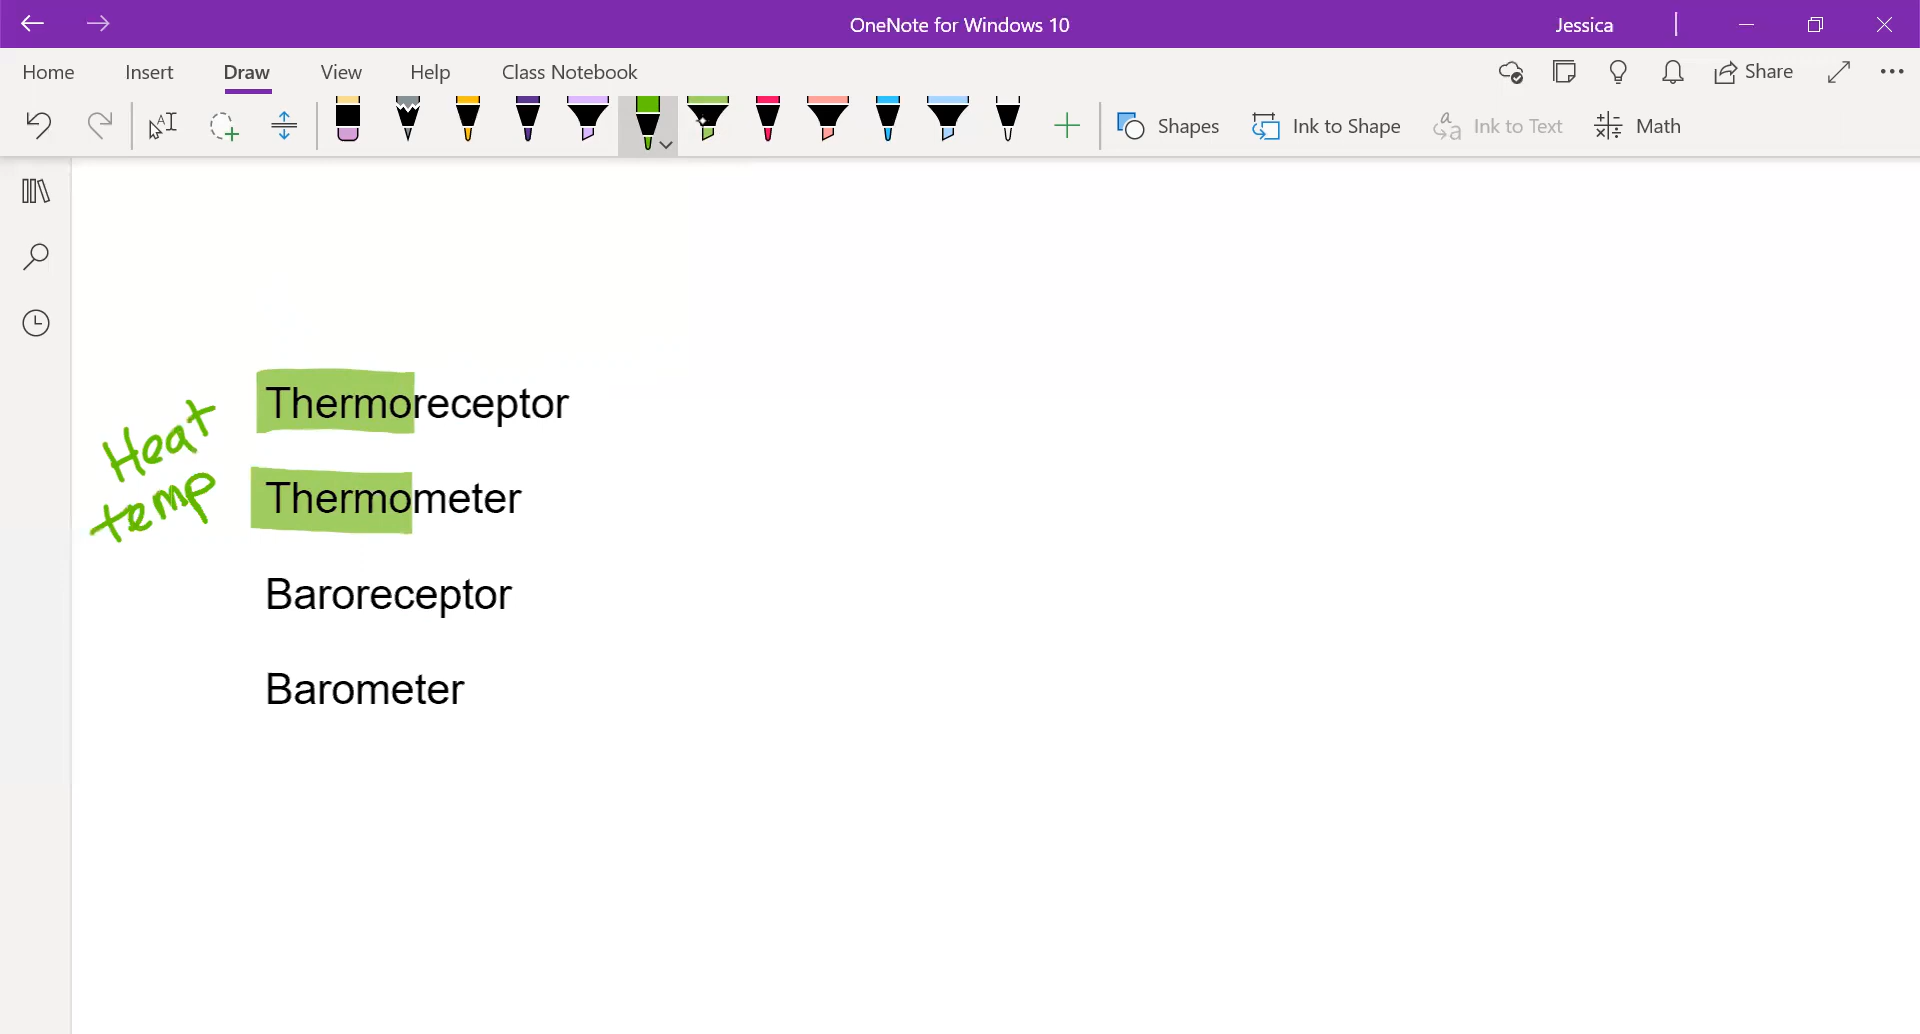 OneNote for Windows 10
Jessica
Home Insert Draw View Help Class Notebook
Share
Shapes Ink to Shape Ink to Text Math
Thermoreceptor
Heat
Thermometer
temp
Baroreceptor
Barometer